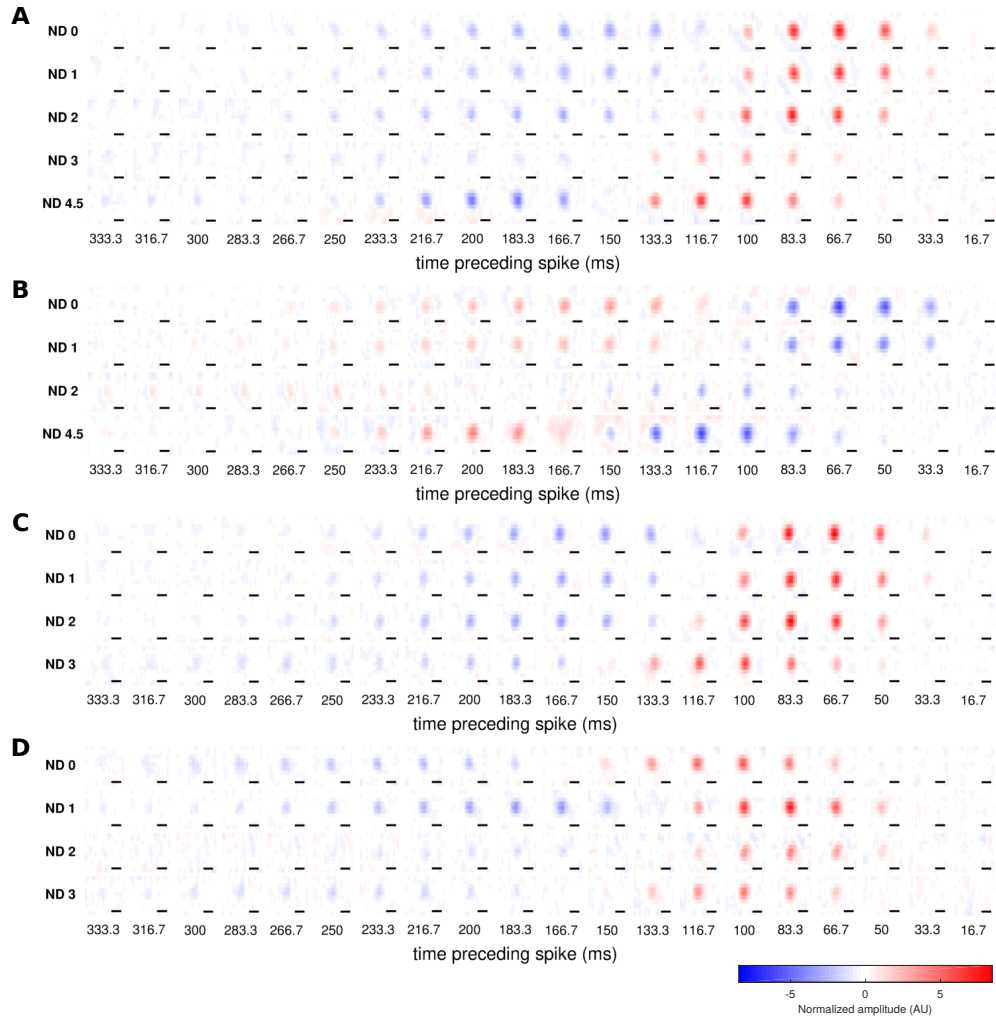 A
ND 0
ND 1
ND 2
ND 3
ND 4.5
333.3 316.7 300 283.3 266.7 250 233.3 216.7 200 183.3 166.7 150 133.3 116.7 100 83.3 66.7 50 33.3 16.7
time preceding spike (ms)
B
ND 0
ND 1
ND 2
ND 4.5
333.3 316.7 300 283.3 266.7 250 233.3 216.7 200 183.3 166.7 150 133.3 116.7 100 83.3 66.7 50 33.3 16.7
time preceding spike (ms)
C
ND 0
ND 1
ND 2
ND 3
333.3 316.7 300 283.3 266.7 250 233.3 216.7 200 183.3 166.7 150 133.3 116.7 100 83.3 66.7 50 33.3 16.7
time preceding spike (ms)
D
ND 0
ND 1
ND 2
ND 3
333.3 316.7 300 283.3 266.7 250 233.3 216.7 200 183.3 166.7 150 133.3 116.7 100 83.3 66.7 50 33.3 16.7
time preceding spike (ms)
-5 0 5
Normalized amplitude (AU)